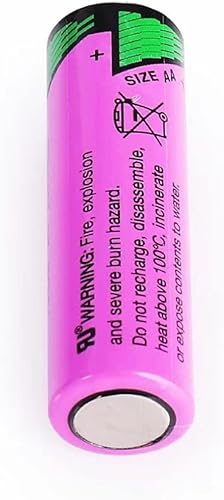 +
SIZE AA
WARNING: Fire, explosion
and severe burn hazard.
Do not recharge, disassemble,
heat above 100°C, incinerate
or expose contents to water.